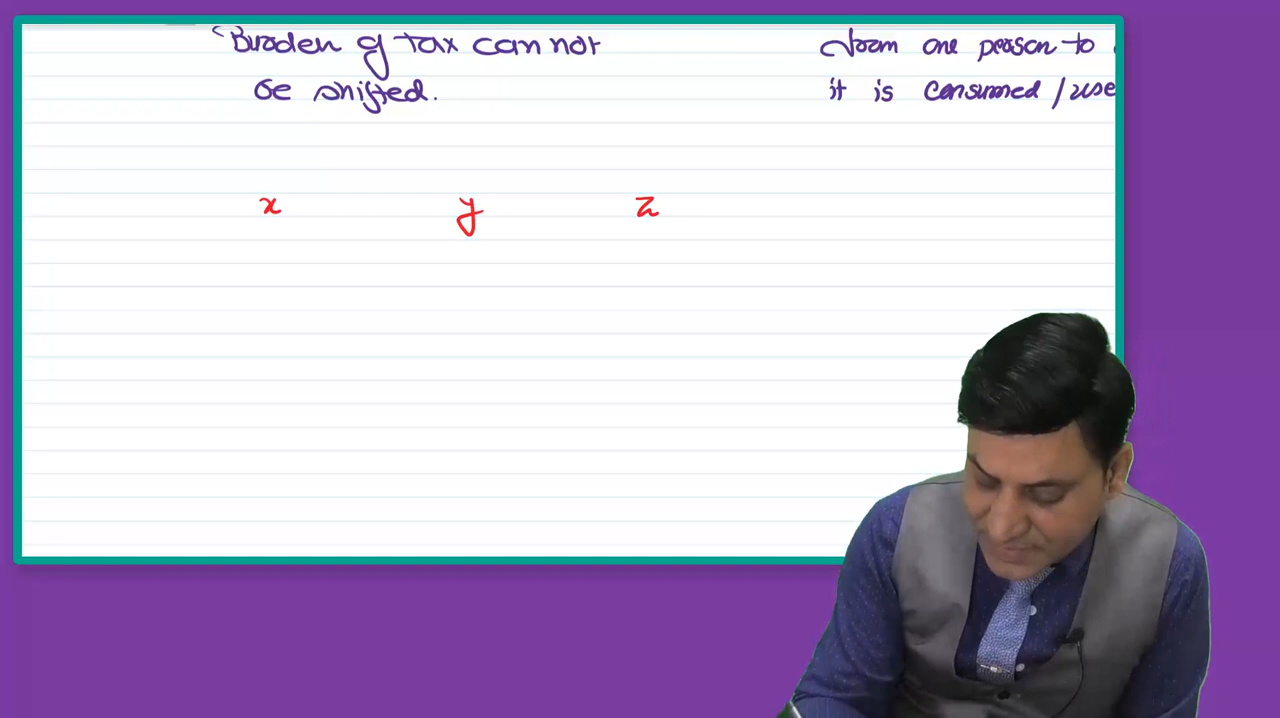 Burden of tax can not
be shifted.
from one person to
it is consumed / use
x y z